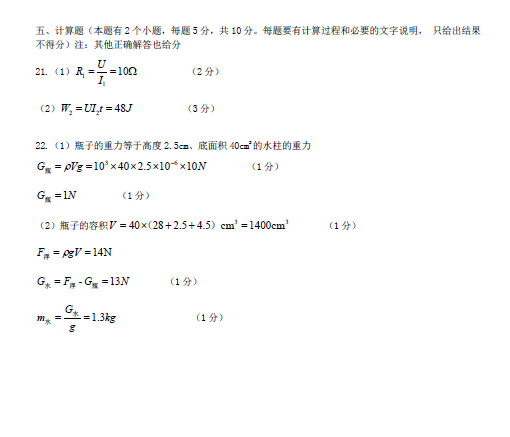 五、计算题（本题有2个小题，每题5分，共10分。每题要有计算过程和必要的文字说明， 只给出结果
不得分）注：其他正确解答也给分
21.（1）R₁ = U/I₁ = 10Ω （2分）
（2）W₂ = UI₂t = 48J （3分）
22.（1）瓶子的重力等于高度2.5cm、底面积40cm²的水柱的重力
G瓶 = ρVg = 10³×40×2.5×10⁻⁶×10N （1分）
G瓶 = 1N （1分）
（2）瓶子的容积V = 40×（28+2.5+4.5）cm³ = 1400cm³ （1分）
F浮 = ρgV = 14N
G水 = F浮 - G瓶 = 13N （1分）
m水 = G水/g = 1.3kg （1分）